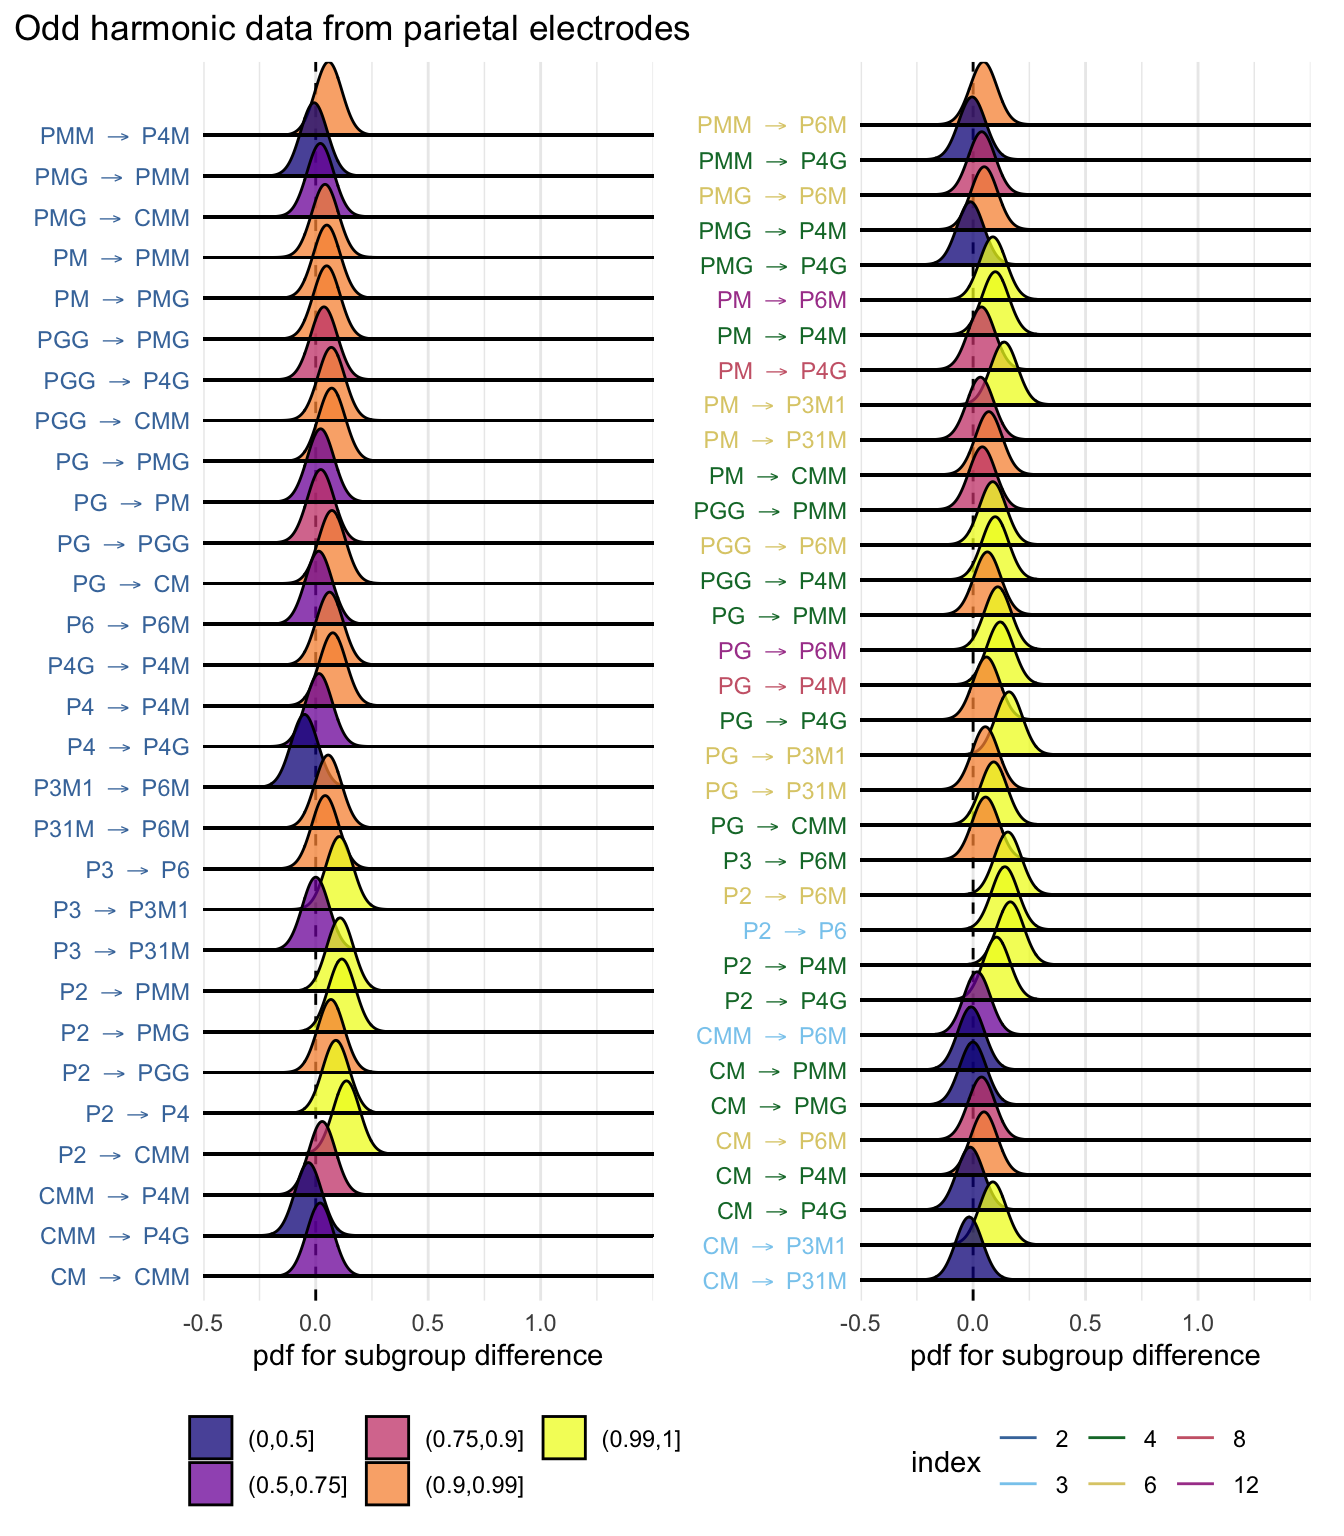 Odd harmonic data from parietal electrodes
PMM → P4M
PMG → PMM
PMG → CMM
PM → PMM
PM → PMG
PGG → PMG
PGG → P4G
PGG → CMM
PG → PMG
PG → PM
PG → PGG
PG → CM
P6 → P6M
P4G → P4M
P4 → P4M
P4 → P4G
P3M1 → P6M
P31M → P6M
P3 → P6
P3 → P3M1
P3 → P31M
P2 → PMM
P2 → PMG
P2 → PGG
P2 → P4
P2 → CMM
CMM → P4M
CMM → P4G
CM → CMM
-0.5 0.0 0.5 1.0
pdf for subgroup difference
PMM → P6M
PMM → P4G
PMG → P6M
PMG → P4M
PMG → P4G
PM → P6M
PM → P4M
PM → P4G
PM → P3M1
PM → P31M
PM → CMM
PGG → PMM
PGG → P6M
PGG → P4M
PG → PMM
PG → P6M
PG → P4M
PG → P4G
PG → P3M1
PG → P31M
PG → CMM
P3 → P6M
P2 → P6M
P2 → P6
P2 → P4M
P2 → P4G
CMM → P6M
CM → PMM
CM → PMG
CM → P6M
CM → P4M
CM → P4G
CM → P3M1
CM → P31M
-0.5 0.0 0.5 1.0
pdf for subgroup difference
(0,0.5] (0.75,0.9] (0.99,1]
(0.5,0.75] (0.9,0.99]
index
2 4 8
3 6 12